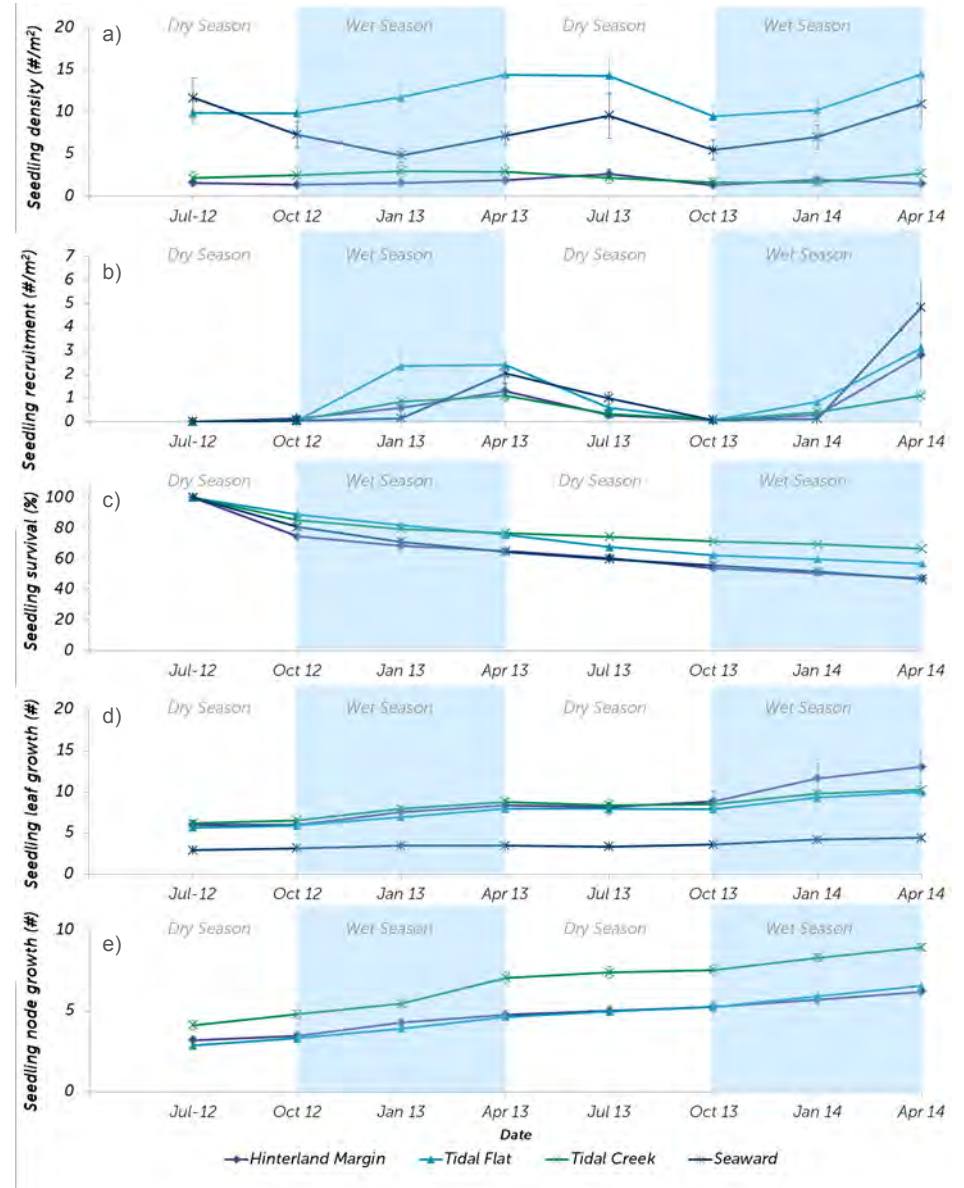 a)
Dry Season Wet Season Dry Season Wet Season
Seedling density (#/m²)
20
15
10
5
0
Jul-12 Oct 12 Jan 13 Apr 13 Jul 13 Oct 13 Jan 14 Apr 14
b)
Dry Season Wet Season Dry Season Wet Season
Seedling recruitment (#/m²)
7
6
5
4
3
2
1
0
Jul-12 Oct 12 Jan 13 Apr 13 Jul 13 Oct 13 Jan 14 Apr 14
c)
Dry Season Wet Season Dry Season Wet Season
Seedling survival (%)
100
80
60
40
20
0
Jul-12 Oct 12 Jan 13 Apr 13 Jul 13 Oct 13 Jan 14 Apr 14
d)
Dry Season Wet Season Dry Season Wet Season
Seedling leaf growth (#)
20
15
10
5
0
Jul-12 Oct 12 Jan 13 Apr 13 Jul 13 Oct 13 Jan 14 Apr 14
e)
Dry Season Wet Season Dry Season Wet Season
Seedling node growth (#)
10
5
0
Jul-12 Oct 12 Jan 13 Apr 13 Jul 13 Oct 13 Jan 14 Apr 14
Date
Hinterland Margin Tidal Flat Tidal Creek Seaward